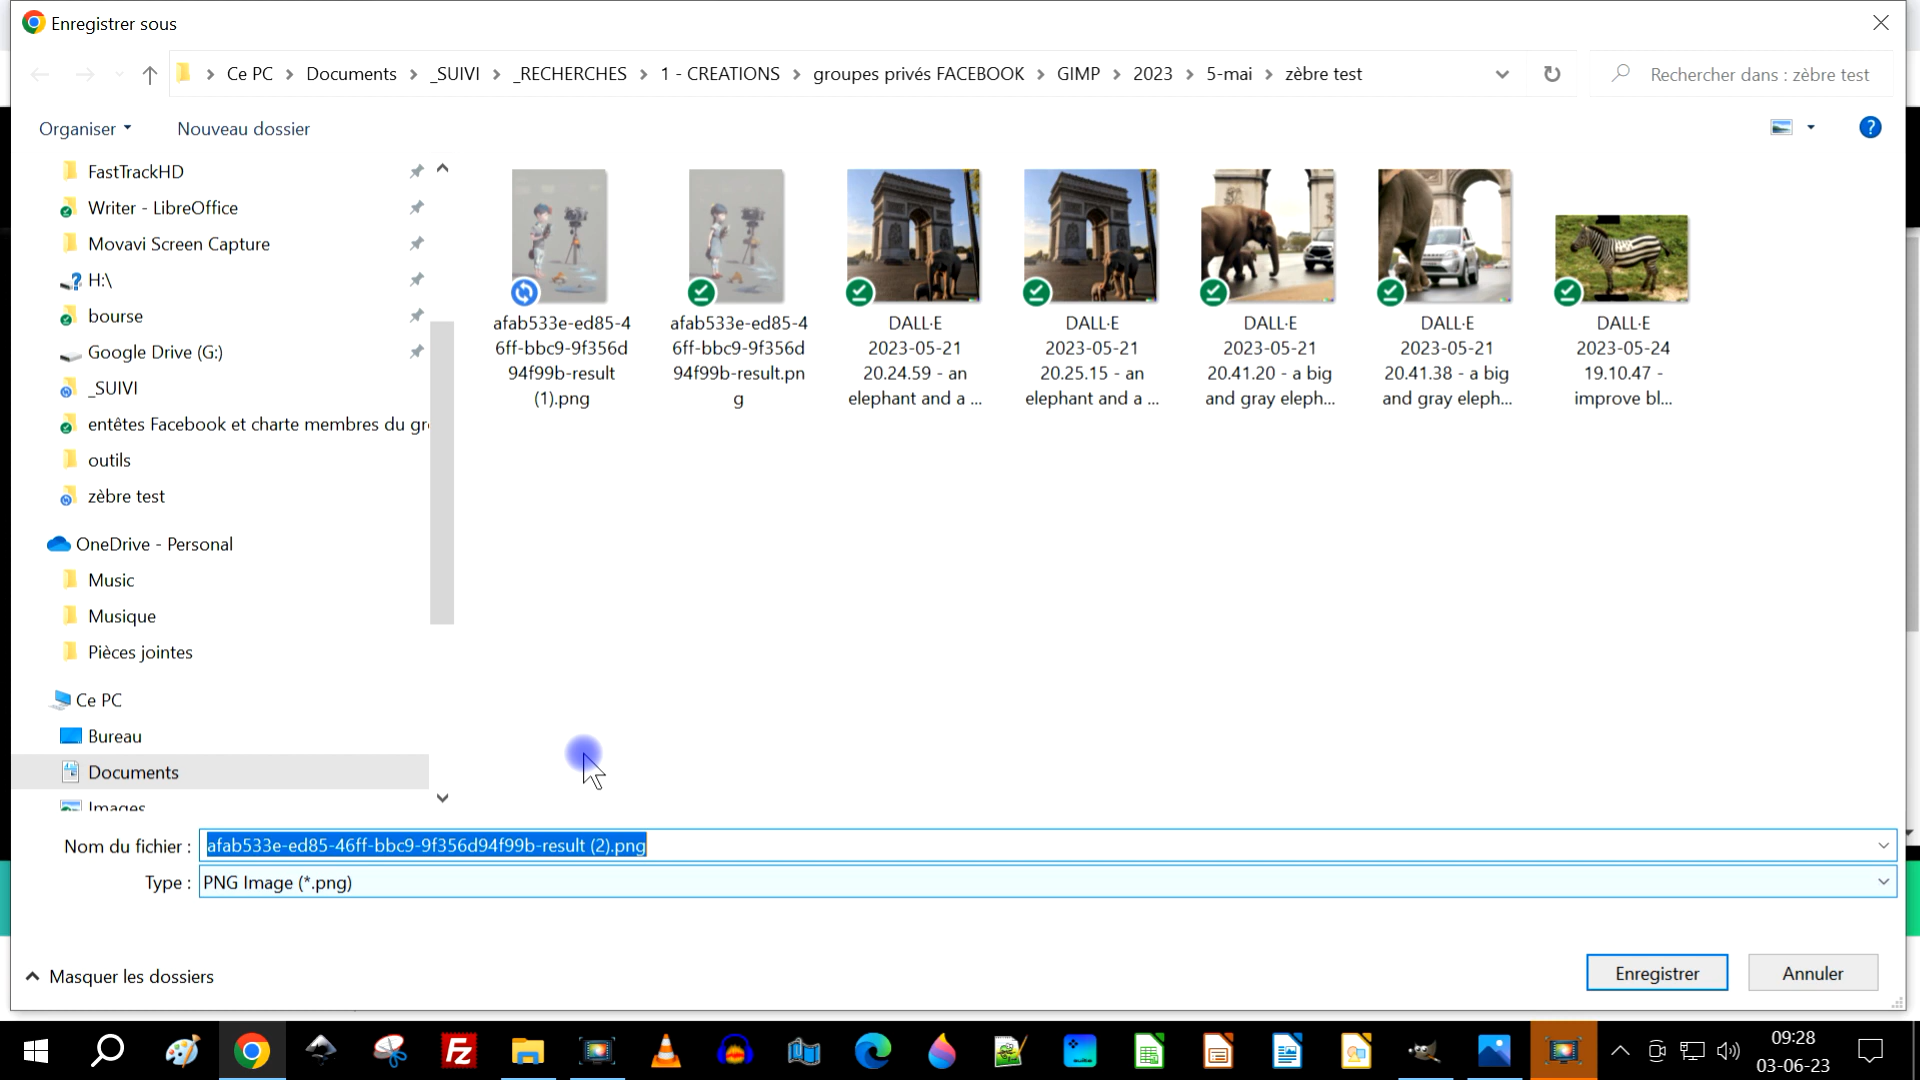 Enregistrer sous
Ce PC > Documents > _SUIVI > _RECHERCHES > 1 - CREATIONS > groupes privés FACEBOOK > GIMP > 2023 > 5-mai > zèbre test
Rechercher dans : zèbre test
Organiser
Nouveau dossier
?
FastTrackHD
Writer - LibreOffice
Movavi Screen Capture
H:\
bourse
Google Drive (G:)
_SUIVI
entêtes Facebook et charte membres du gr
outils
zèbre test
OneDrive - Personal
Music
Musique
Pièces jointes
Ce PC
Bureau
Documents
Images
afab533e-ed85-4
6ff-bbc9-9f356d
94f99b-result
(1).png
afab533e-ed85-4
6ff-bbc9-9f356d
94f99b-result.pn
g
DALL·E
2023-05-21
20.24.59 - an
elephant and a ...
DALL·E
2023-05-21
20.25.15 - an
elephant and a ...
DALL·E
2023-05-21
20.41.20 - a big
and gray eleph...
DALL·E
2023-05-21
20.41.38 - a big
and gray eleph...
DALL·E
2023-05-24
19.10.47 -
improve bl...
Nom du fichier : afab533e-ed85-46ff-bbc9-9f356d94f99b-result (2).png
Type : PNG Image (*.png)
Masquer les dossiers
Enregistrer
Annuler
Fz
09:28
03-06-23